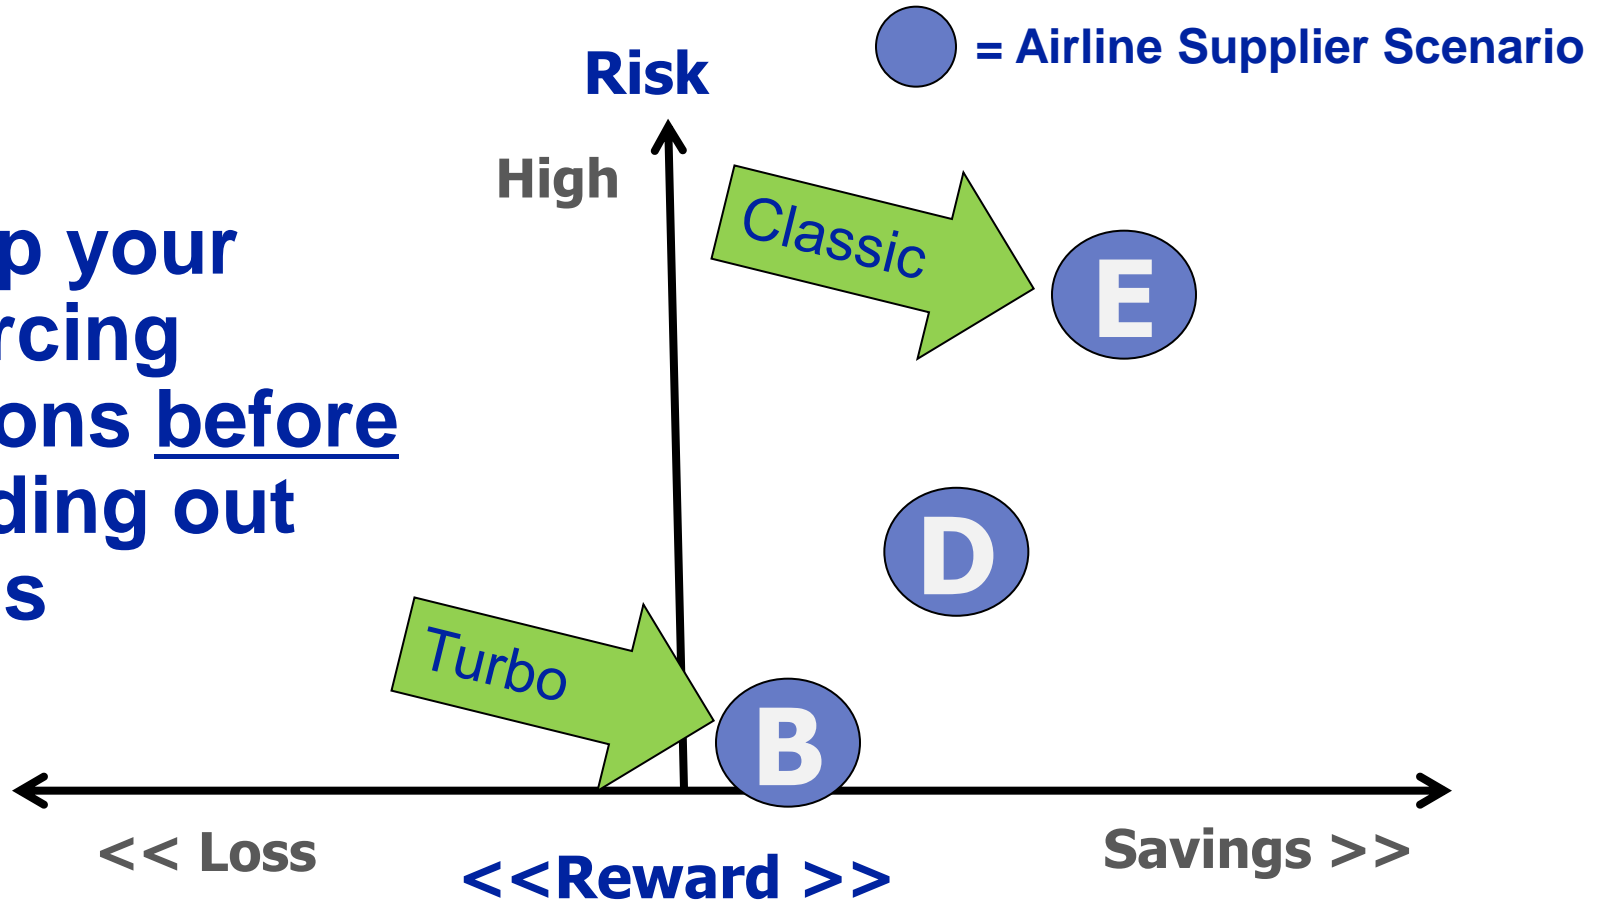 = Airline Supplier Scenario
Risk
High
Classic
E
p your
rcing
ons before
ding out
s
D
Turbo
B
<< Loss
<<Reward >>
Savings >>